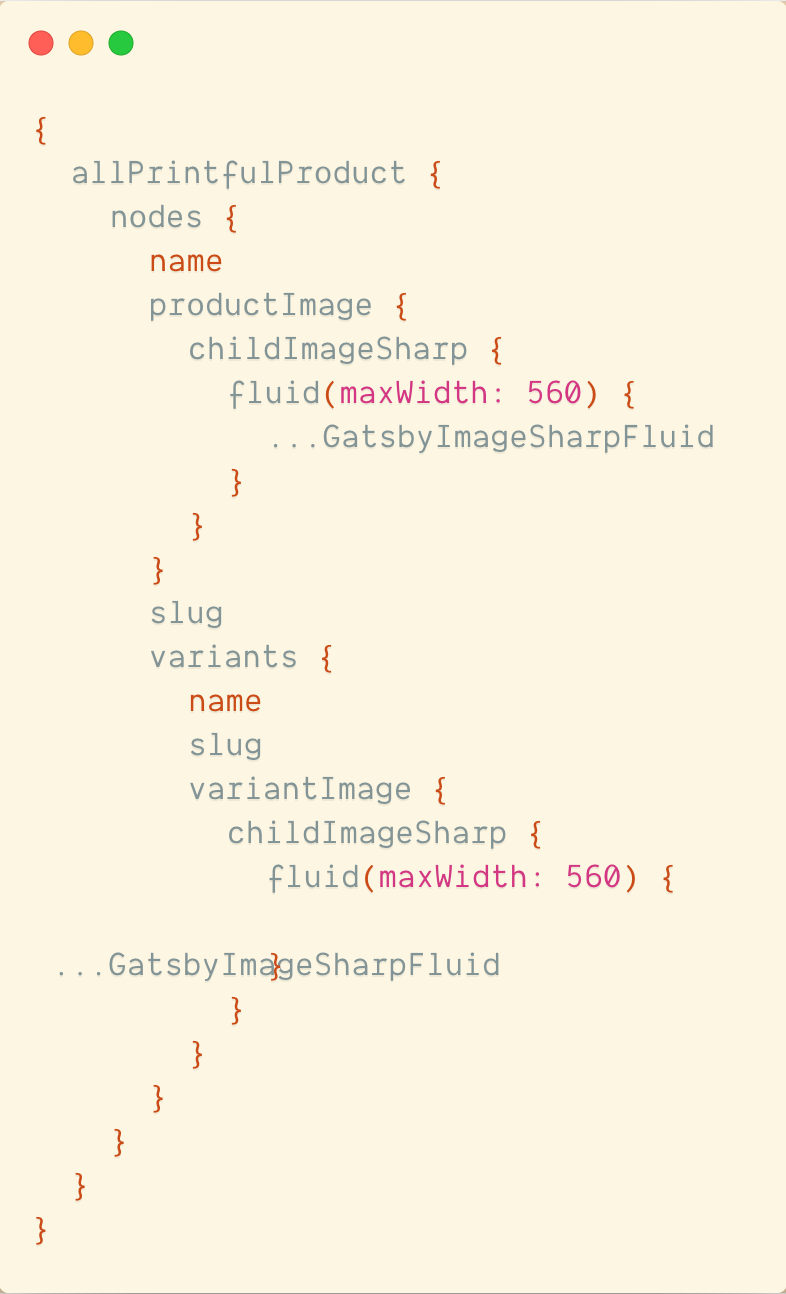 {
  allPrintfulProduct {
    nodes {
      name
      productImage {
        childImageSharp {
          fluid(maxWidth: 560) {
            ...GatsbyImageSharpFluid
          }
        }
      }
      slug
      variants {
        name
        slug
        variantImage {
          childImageSharp {
            fluid(maxWidth: 560) {
 ...GatsbyImageSharpFluid
            }
          }
        }
      }
    }
  }
}